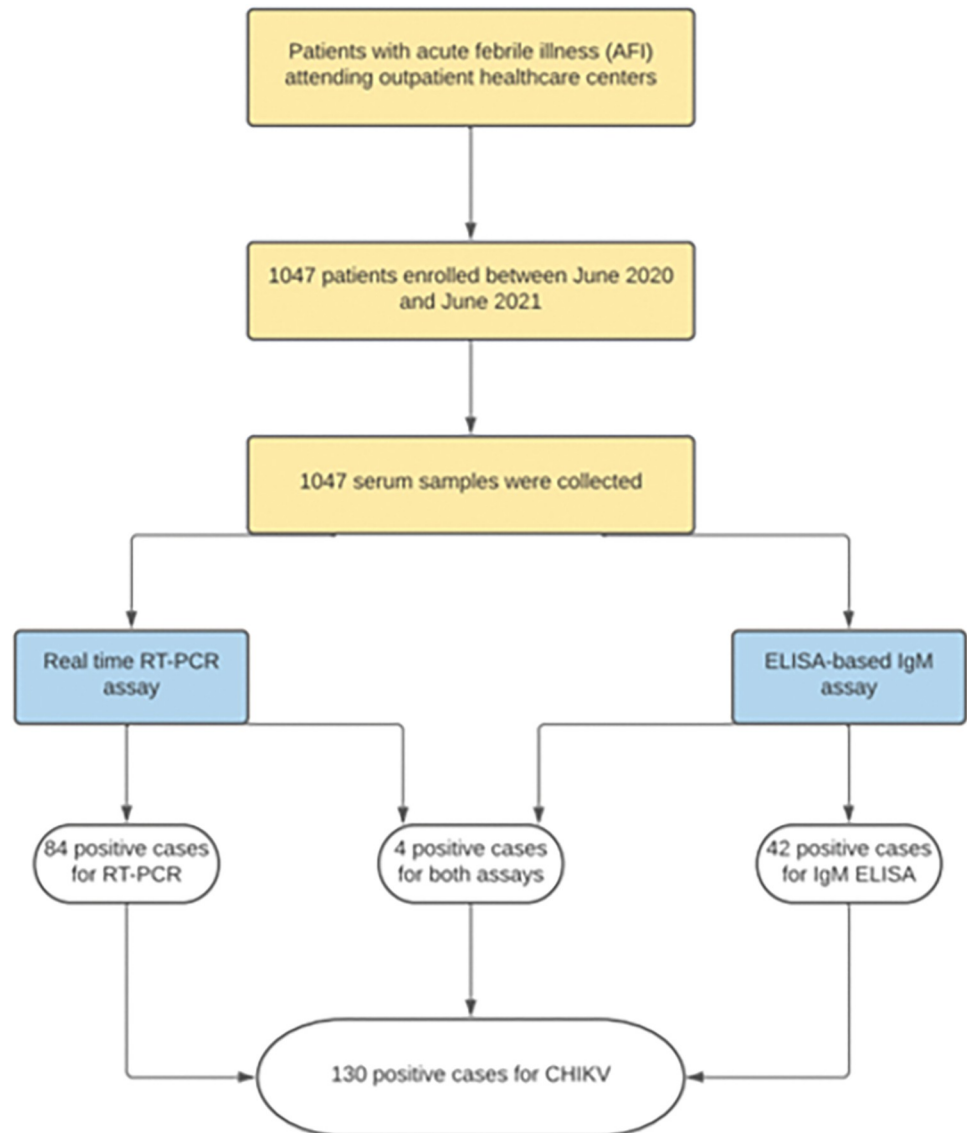 Patients with acute febrile illness (AFI)
attending outpatient healthcare centers
1047 patients enrolled between June 2020
and June 2021
1047 serum samples were collected
Real time RT-PCR
assay
ELISA-based IgM
assay
84 positive cases
for RT-PCR
4 positive cases
for both assays
42 positive cases
for IgM ELISA
130 positive cases for CHIKV